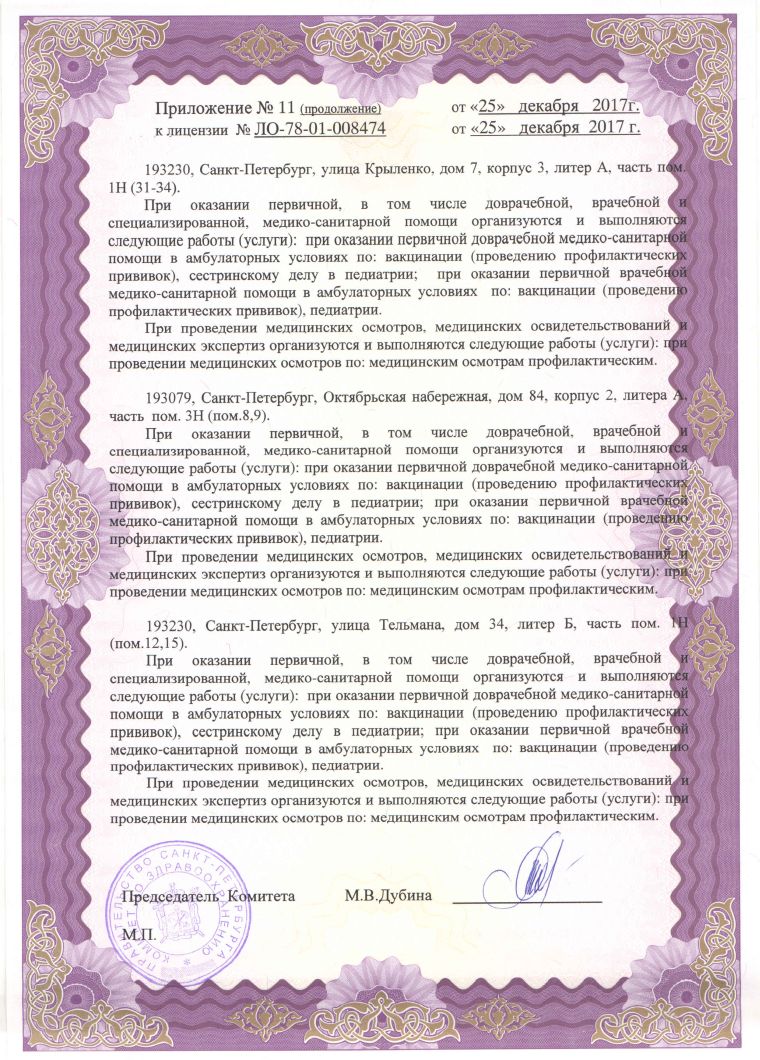 Приложение № 11 (продолжение) от «25» декабря 2017г.
к лицензии № ЛО-78-01-008474 от «25» декабря 2017 г.
193230, Санкт-Петербург, улица Крыленко, дом 7, корпус 3, литер А, часть пом.
1Н (31-34).
При оказании первичной, в том числе доврачебной, врачебной и
специализированной, медико-санитарной помощи организуются и выполняются
следующие работы (услуги): при оказании первичной доврачебной медико-санитарной
помощи в амбулаторных условиях по: вакцинации (проведению профилактических
прививок), сестринскому делу в педиатрии; при оказании первичной врачебной
медико-санитарной помощи в амбулаторных условиях по: вакцинации (проведению
профилактических прививок), педиатрии.
При проведении медицинских осмотров, медицинских освидетельствований и
медицинских экспертиз организуются и выполняются следующие работы (услуги): при
проведении медицинских осмотров по: медицинским осмотрам профилактическим.
193079, Санкт-Петербург, Октябрьская набережная, дом 84, корпус 2, литера А,
часть пом. 3Н (пом.8,9).
При оказании первичной, в том числе доврачебной, врачебной и
специализированной, медико-санитарной помощи организуются и выполняются
следующие работы (услуги): при оказании первичной доврачебной медико-санитарной
помощи в амбулаторных условиях по: вакцинации (проведению профилактических
прививок), сестринскому делу в педиатрии; при оказании первичной врачебной
медико-санитарной помощи в амбулаторных условиях по: вакцинации (проведению
профилактических прививок), педиатрии.
При проведении медицинских осмотров, медицинских освидетельствований и
медицинских экспертиз организуются и выполняются следующие работы (услуги): при
проведении медицинских осмотров по: медицинским осмотрам профилактическим.
193230, Санкт-Петербург, улица Тельмана, дом 34, литер Б, часть пом. 1Н
(пом.12,15).
При оказании первичной, в том числе доврачебной, врачебной и
специализированной, медико-санитарной помощи организуются и выполняются
следующие работы (услуги): при оказании первичной доврачебной медико-санитарной
помощи в амбулаторных условиях по: вакцинации (проведению профилактических
прививок), сестринскому делу в педиатрии; при оказании первичной врачебной
медико-санитарной помощи в амбулаторных условиях по: вакцинации (проведению
профилактических прививок), педиатрии.
При проведении медицинских осмотров, медицинских освидетельствований и
медицинских экспертиз организуются и выполняются следующие работы (услуги): при
проведении медицинских осмотров по: медицинским осмотрам профилактическим.
Председатель Комитета М.В.Дубина
М.П.
ПРАВИТЕЛЬСТВО САНКТ-ПЕТЕРБУРГА
КОМИТЕТ ПО ЗДРАВООХРАНЕНИЮ